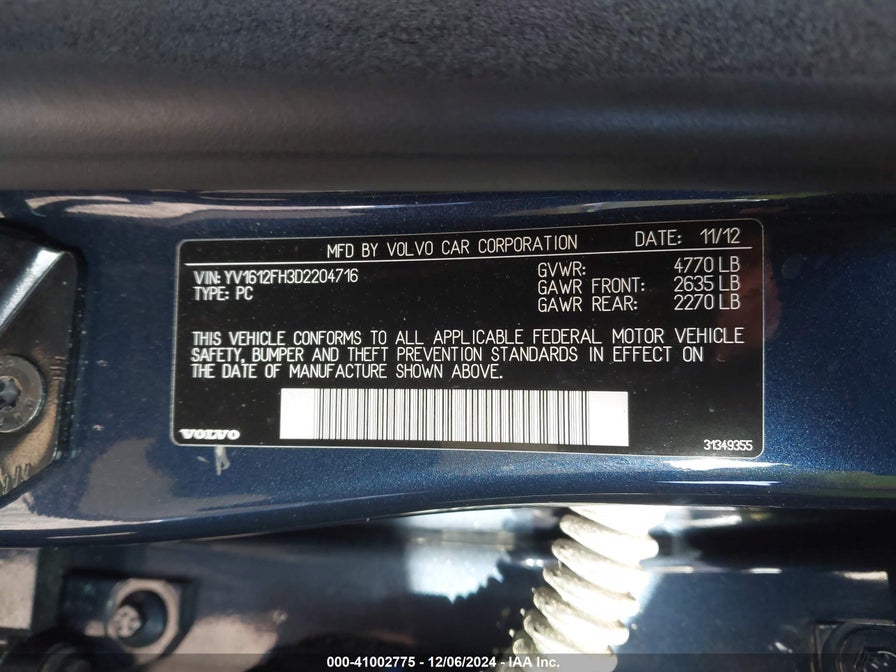 MFD BY VOLVO CAR CORPORATION DATE: 11/12
VIN: YV1612FH3D2204716
TYPE: PC
GVWR: 4770 LB
GAWR FRONT: 2635 LB
GAWR REAR: 2270 LB
THIS VEHICLE CONFORMS TO ALL APPLICABLE FEDERAL MOTOR VEHICLE
SAFETY, BUMPER AND THEFT PREVENTION STANDARDS IN EFFECT ON
THE DATE OF MANUFACTURE SHOWN ABOVE.
VOLVO
31349355
000-41002775 - 12/06/2024 - IAA Inc.